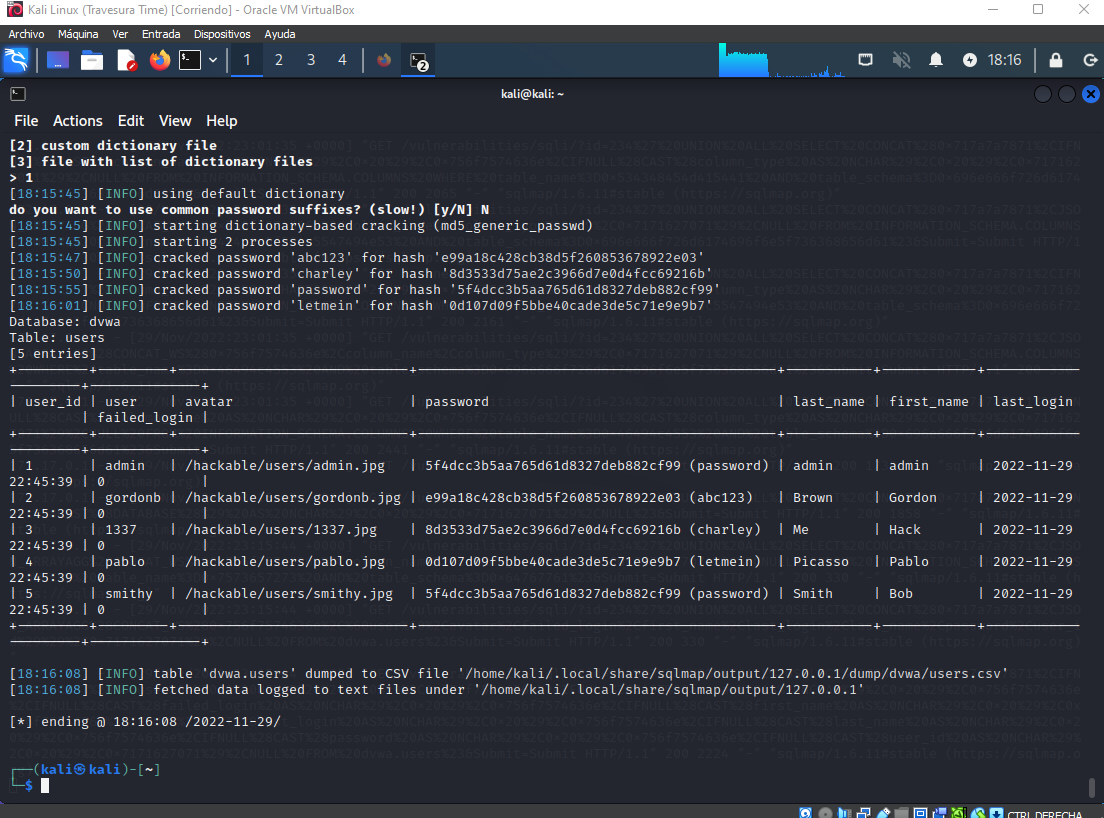 Kali Linux (Travesura Time) [Corriendo] - Oracle VM VirtualBox
Archivo Máquina Ver Entrada Dispositivos Ayuda
1 2 3 4 2 18:16
kali@kali: ~
File Actions Edit View Help
[2] custom dictionary file
[3] file with list of dictionary files
> 1
[18:15:45] [INFO] using default dictionary
do you want to use common password suffixes? (slow!) [y/N] N
[18:15:45] [INFO] starting dictionary-based cracking (md5_generic_passwd)
[18:15:45] [INFO] starting 2 processes
[18:15:47] [INFO] cracked password 'abc123' for hash 'e99a18c428cb38d5f260853678922e03'
[18:15:50] [INFO] cracked password 'charley' for hash '8d3533d75ae2c3966d7e0d4fcc69216b'
[18:15:55] [INFO] cracked password 'password' for hash '5f4dcc3b5aa765d61d8327deb882cf99'
[18:16:01] [INFO] cracked password 'letmein' for hash '0d107d09f5bbe40cade3de5c71e9e9b7'
Database: dvwa
Table: users
[5 entries]
| user_id | user | avatar | password | last_name | first_name | last_login
| failed_login |
| 1 | admin | /hackable/users/admin.jpg | 5f4dcc3b5aa765d61d8327deb882cf99 (password) | admin | admin | 2022-11-29
22:45:39 | 0 |
| 2 | gordonb | /hackable/users/gordonb.jpg | e99a18c428cb38d5f260853678922e03 (abc123) | Brown | Gordon | 2022-11-29
22:45:39 | 0 |
| 3 | 1337 | /hackable/users/1337.jpg | 8d3533d75ae2c3966d7e0d4fcc69216b (charley) | Me | Hack | 2022-11-29
22:45:39 | 0 |
| 4 | pablo | /hackable/users/pablo.jpg | 0d107d09f5bbe40cade3de5c71e9e9b7 (letmein) | Picasso | Pablo | 2022-11-29
22:45:39 | 0 |
| 5 | smithy | /hackable/users/smithy.jpg | 5f4dcc3b5aa765d61d8327deb882cf99 (password) | Smith | Bob | 2022-11-29
22:45:39 | 0 |
[18:16:08] [INFO] table 'dvwa.users' dumped to CSV file '/home/kali/.local/share/sqlmap/output/127.0.0.1/dump/dvwa/users.csv'
[18:16:08] [INFO] fetched data logged to text files under '/home/kali/.local/share/sqlmap/output/127.0.0.1'
[*] ending @ 18:16:08 /2022-11-29/
(kali㉿kali)-[~]
$
CTRL DERECHA